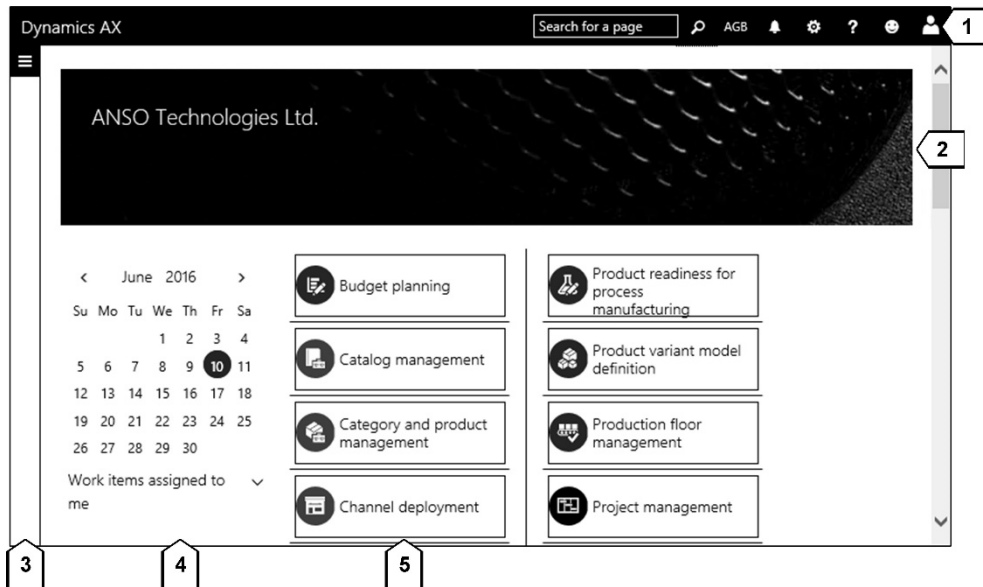 Dynamics AX
Search for a page
AGB
?
1
ANSO Technologies Ltd.
2
June 2016
Su Mo Tu We Th Fr Sa
1 2 3 4
5 6 7 8 9 10 11
12 13 14 15 16 17 18
19 20 21 22 23 24 25
26 27 28 29 30
Work items assigned to
me
Budget planning
Catalog management
Category and product
management
Channel deployment
Product readiness for
process
manufacturing
Product variant model
definition
Production floor
management
Project management
3
4
5